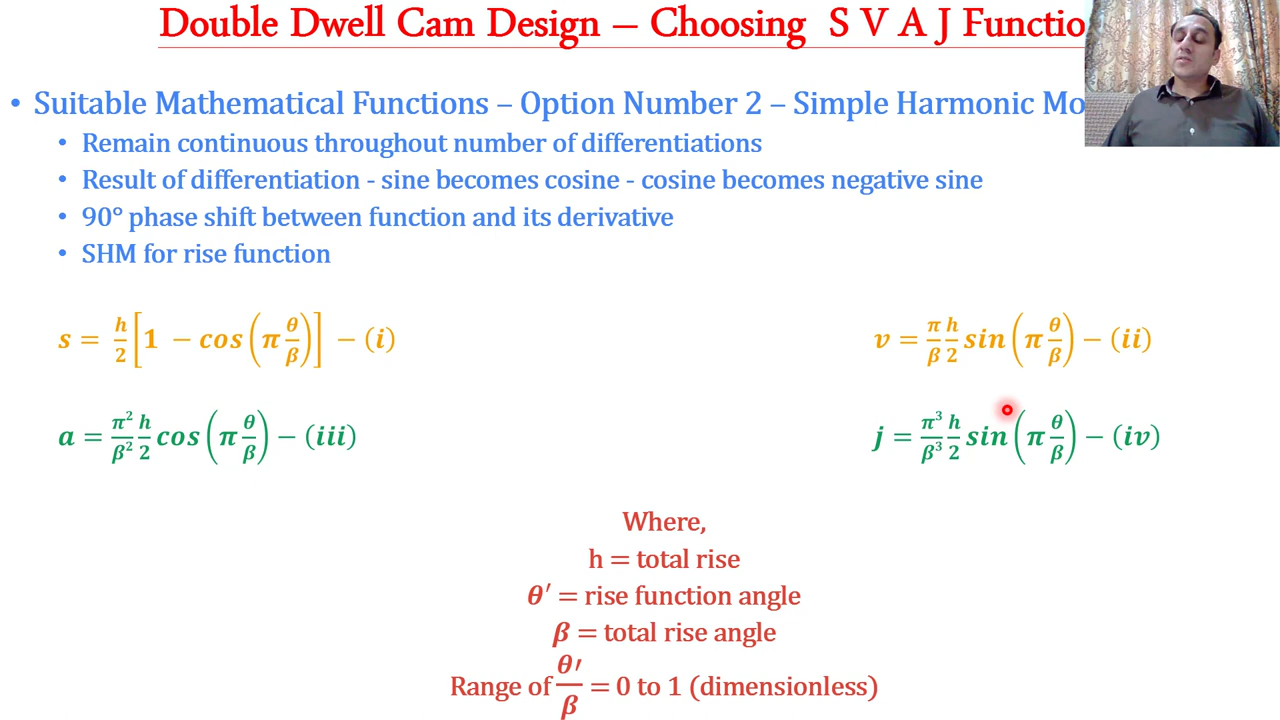 Double Dwell Cam Design – Choosing S V A J Functio
• Suitable Mathematical Functions – Option Number 2 – Simple Harmonic Mo
• Remain continuous throughout number of differentiations
• Result of differentiation - sine becomes cosine - cosine becomes negative sine
• 90° phase shift between function and its derivative
• SHM for rise function
s = h/2 [1 − cos(π θ/β)] − (i)
v = π/β h/2 sin(π θ/β) − (ii)
a = π²/β² h/2 cos(π θ/β) − (iii)
j = π³/β³ h/2 sin(π θ/β) − (iv)
Where,
h = total rise
θ′ = rise function angle
β = total rise angle
Range of θ′/β = 0 to 1 (dimensionless)